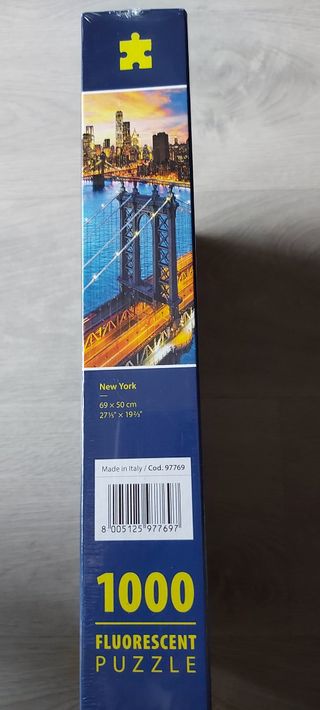 New York
69 × 50 cm
27⅕" × 19⅔"
Made in Italy / Cod. 97769
8 005125 977697
1000
FLUORESCENT
PUZZLE